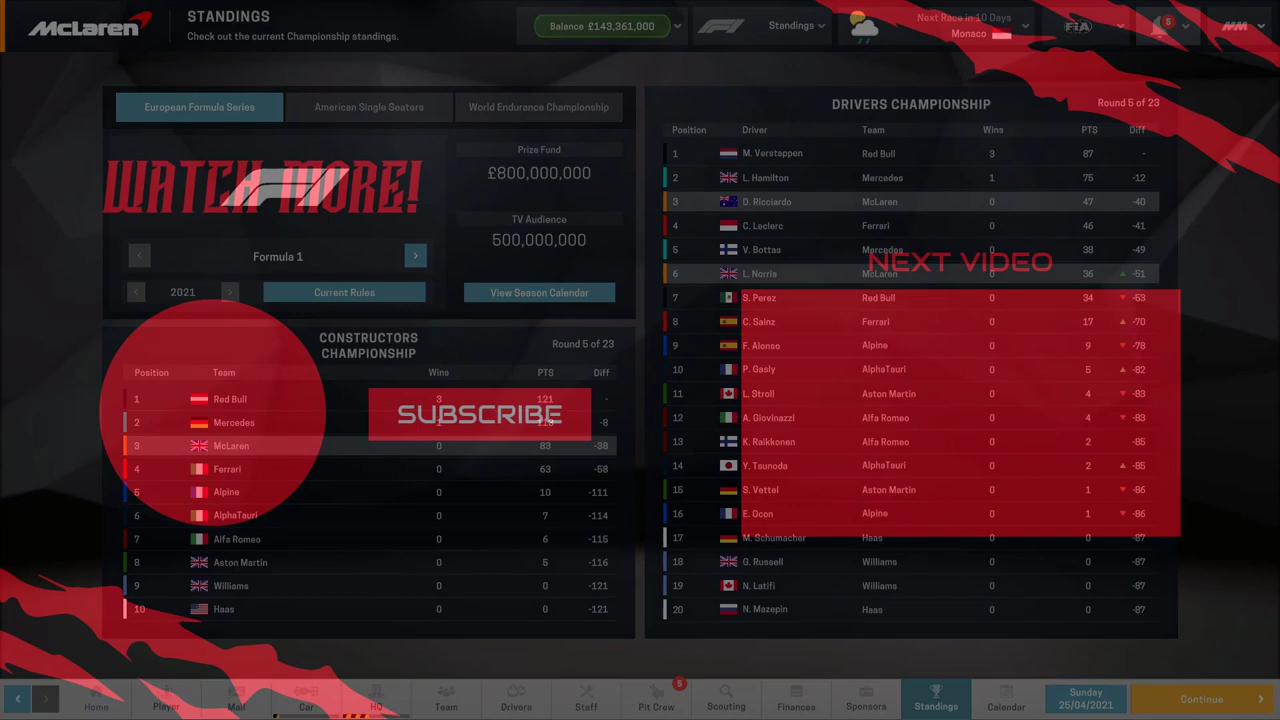 McLaren
STANDINGS
Check out the current Championship standings.
Balance £143,361,000
Standings
Next Race in 10 Days
Monaco
FIA
5
European Formula Series
American Single Seaters
World Endurance Championship
WATCH MORE!
F1
Prize Fund
£800,000,000
TV Audience
500,000,000
Formula 1
2021
Current Rules
View Season Calendar
CONSTRUCTORS
CHAMPIONSHIP
Round 5 of 23
Position Team Wins PTS Diff
1 Red Bull 3 121 -
2 Mercedes -8
3 McLaren 0 83 -38
4 Ferrari 0 63 -58
5 Alpine 0 10 -111
6 AlphaTauri 0 7 -114
7 Alfa Romeo 0 6 -115
8 Aston Martin 0 5 -116
9 Williams 0 0 -121
10 Haas 0 0 -121
SUBSCRIBE
DRIVERS CHAMPIONSHIP
Round 5 of 23
Position Driver Team Wins PTS Diff
1 M. Verstappen Red Bull 3 87 -
2 L. Hamilton Mercedes 1 75 -12
3 D. Ricciardo McLaren 0 47 -40
4 C. Leclerc Ferrari 0 46 -41
5 V. Bottas Mercedes 0 38 -49
NEXT VIDEO
6 L. Norris McLaren 0 36 -51
7 S. Perez Red Bull 0 34 -53
8 C. Sainz Ferrari 0 17 -70
9 F. Alonso Alpine 0 9 -78
10 P. Gasly AlphaTauri 0 5 -82
11 L. Stroll Aston Martin 0 4 -83
12 A. Giovinazzi Alfa Romeo 0 4 -83
13 K. Raikkonen Alfa Romeo 0 2 -85
14 Y. Tsunoda AlphaTauri 0 2 -85
15 S. Vettel Aston Martin 0 1 -86
16 E. Ocon Alpine 0 1 -86
17 M. Schumacher Haas 0 0 -87
18 G. Russell Williams 0 0 -87
19 N. Latifi Williams 0 0 -87
20 N. Mazepin Haas 0 0 -87
Home
Player
Mail
Car
HQ
Team
Drivers
Staff
5
Pit Crew
Scouting
Finances
Sponsors
Standings
Calendar
Sunday
25/04/2021
Continue